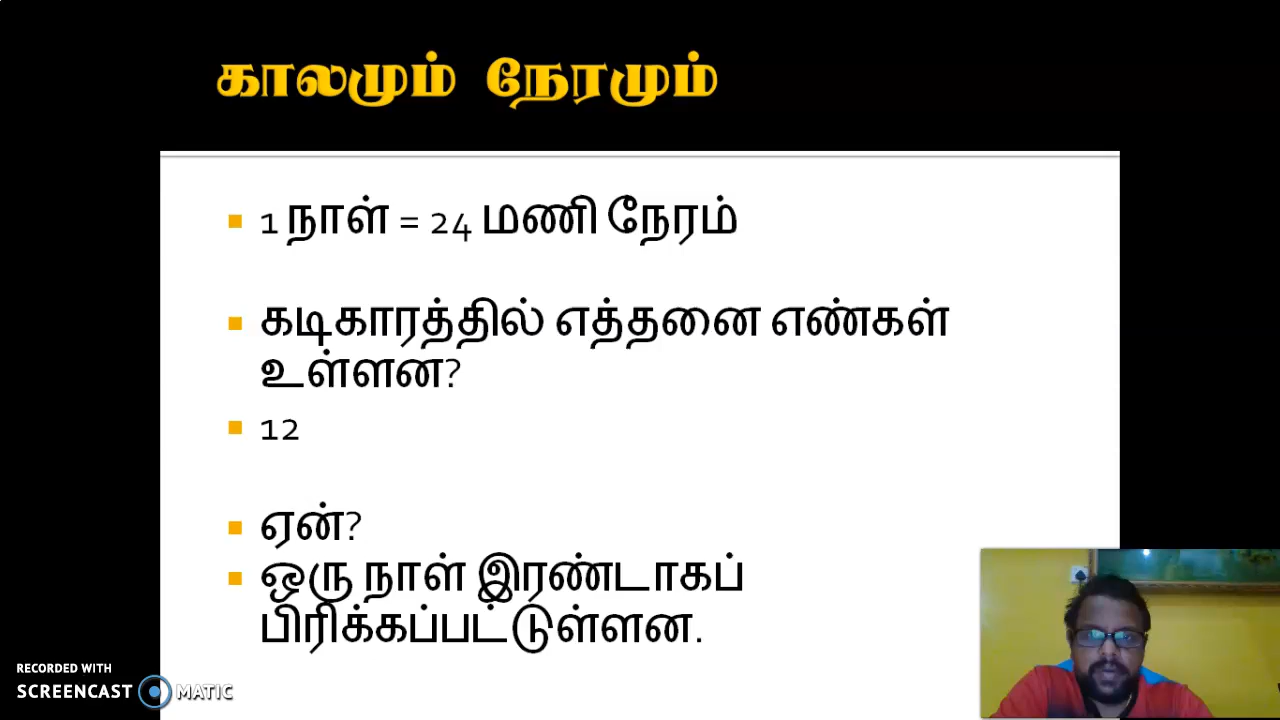 காலமும் நேரமும்
1 நாள் = 24 மணி நேரம்
கடிகாரத்தில் எத்தனை எண்கள்
உள்ளன?
12
ஏன்?
ஒரு நாள் இரண்டாகப்
பிரிக்கப்பட்டுள்ளன.
RECORDED WITH
SCREENCAST MATIC